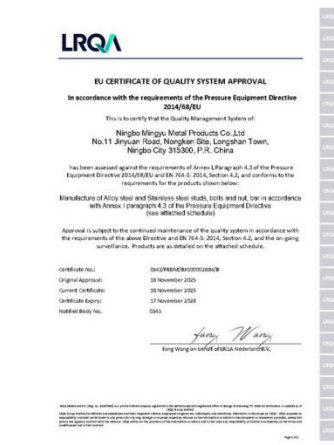 LRQA
EU CERTIFICATE OF QUALITY SYSTEM APPROVAL
In accordance with the requirements of the Pressure Equipment Directive
2014/68/EU
This is to certify that the Quality Management System of:
Ningbo Mingyu Metal Products Co.,Ltd
No.11 Jinyuan Road, Nongken Site, Longshan Town,
Ningbo City 315300, P.R. China
has been assessed against the requirements of Annex I,Paragraph 4.3 of the Pressure
Equipment Directive 2014/68/EU and EN 764-5: 2014, Section 4.2, and conforms to the
requirements for the products shown below:
Manufacture of Alloy steel and Stainless steel studs, bolts and nut, bar in accordance
with Annex I paragraph 4.3 of the Pressure Equipment Directive
(see attached schedule)
Approval is subject to the continued maintenance of the quality system in accordance with
the requirements of the above Directive and EN 764-5: 2014, Section 4.2, and the on-going
surveillance. Products are as detailed on the attached schedule.
Certificate No.:
Original Approval: 18 November 2025
Current Certificate: 18 November 2025
Certificate Expiry: 17 November 2028
Notified Body No. 0343
Fang Wang
Fang Wang on behalf of LRQA Nederland B.V.
Page 1 of 2